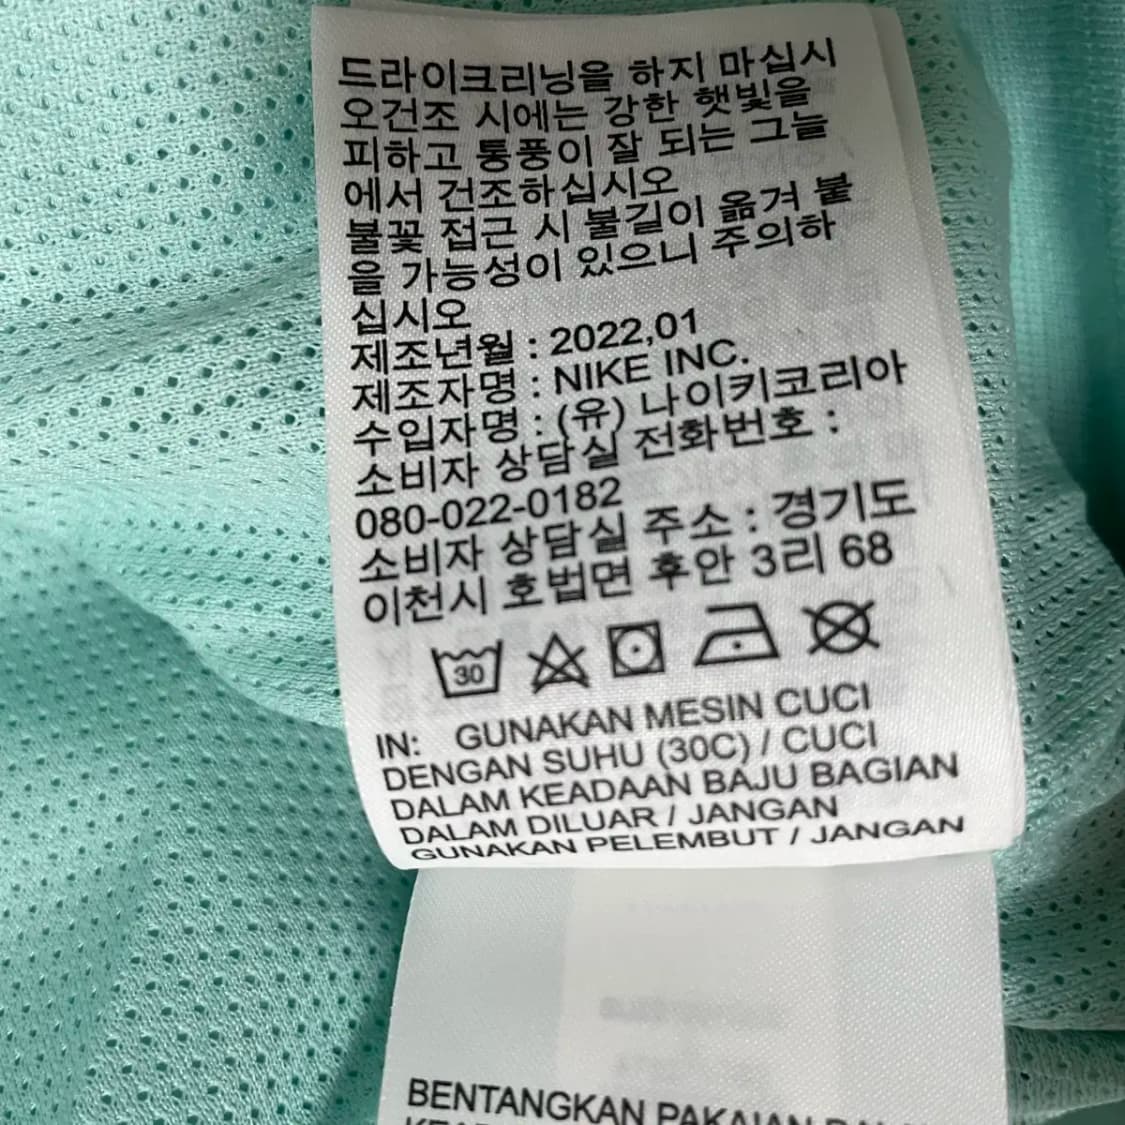 드라이크리닝을 하지 마십시
오건조 시에는 강한 햇빛을
피하고 통풍이 잘 되는 그늘
에서 건조하십시오
불꽃 접근 시 불길이 옮겨 붙
을 가능성이 있으니 주의하
십시오
제조년월 : 2022,01
제조자명 : NIKE INC.
수입자명 : (유) 나이키코리아
소비자 상담실 전화번호 :
080-022-0182
소비자 상담실 주소 : 경기도
이천시 호법면 후안 3리 68
30
IN: GUNAKAN MESIN CUCI
DENGAN SUHU (30C) / CUCI
DALAM KEADAAN BAJU BAGIAN
DALAM DILUAR / JANGAN
GUNAKAN PELEMBUT / JANGAN
BENTANGKAN PAKAIAN